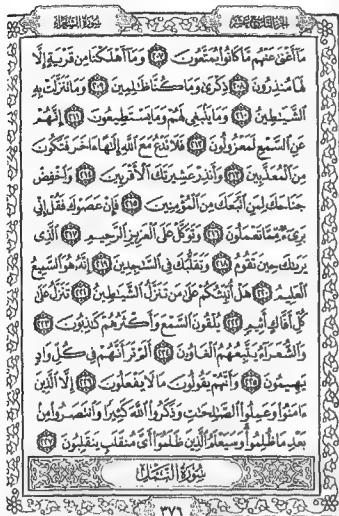 الجزء التاسع عشر سورة الشعراء
مَآ أَغْنَىٰ عَنْهُم مَّا كَانُوا۟ يُمَتَّعُونَ ٢٠٧ وَمَآ أَهْلَكْنَا مِن قَرْيَةٍ إِلَّا
لَهَا مُنذِرُونَ ٢٠٨ ذِكْرَىٰ وَمَا كُنَّا ظَٰلِمِينَ ٢٠٩ وَمَا تَنَزَّلَتْ بِهِ
ٱلشَّيَٰطِينُ ٢١٠ وَمَا يَنۢبَغِى لَهُمْ وَمَا يَسْتَطِيعُونَ ٢١١ إِنَّهُمْ
عَنِ ٱلسَّمْعِ لَمَعْزُولُونَ ٢١٢ فَلَا تَدْعُ مَعَ ٱللَّهِ إِلَٰهًا ءَاخَرَ فَتَكُونَ
مِنَ ٱلْمُعَذَّبِينَ ٢١٣ وَأَنذِرْ عَشِيرَتَكَ ٱلْأَقْرَبِينَ ٢١٤ وَٱخْفِضْ
جَنَاحَكَ لِمَنِ ٱتَّبَعَكَ مِنَ ٱلْمُؤْمِنِينَ ٢١٥ فَإِنْ عَصَوْكَ فَقُلْ إِنِّى
بَرِىٓءٌ مِّمَّا تَعْمَلُونَ ٢١٦ وَتَوَكَّلْ عَلَى ٱلْعَزِيزِ ٱلرَّحِيمِ ٢١٧ ٱلَّذِى
يَرَىٰكَ حِينَ تَقُومُ ٢١٨ وَتَقَلُّبَكَ فِى ٱلسَّٰجِدِينَ ٢١٩ إِنَّهُۥ هُوَ ٱلسَّمِيعُ
ٱلْعَلِيمُ ٢٢٠ هَلْ أُنَبِّئُكُمْ عَلَىٰ مَن تَنَزَّلُ ٱلشَّيَٰطِينُ ٢٢١ تَنَزَّلُ عَلَىٰ
كُلِّ أَفَّاكٍ أَثِيمٍ ٢٢٢ يُلْقُونَ ٱلسَّمْعَ وَأَكْثَرُهُمْ كَٰذِبُونَ ٢٢٣
وَٱلشُّعَرَآءُ يَتَّبِعُهُمُ ٱلْغَاوُۥنَ ٢٢٤ أَلَمْ تَرَ أَنَّهُمْ فِى كُلِّ وَادٍ
يَهِيمُونَ ٢٢٥ وَأَنَّهُمْ يَقُولُونَ مَا لَا يَفْعَلُونَ ٢٢٦ إِلَّا ٱلَّذِينَ
ءَامَنُوا۟ وَعَمِلُوا۟ ٱلصَّٰلِحَٰتِ وَذَكَرُوا۟ ٱللَّهَ كَثِيرًا وَٱنتَصَرُوا۟ مِنۢ
بَعْدِ مَا ظُلِمُوا۟ وَسَيَعْلَمُ ٱلَّذِينَ ظَلَمُوٓا۟ أَىَّ مُنقَلَبٍ يَنقَلِبُونَ ٢٢٧
سورة النمل
٣٧٦